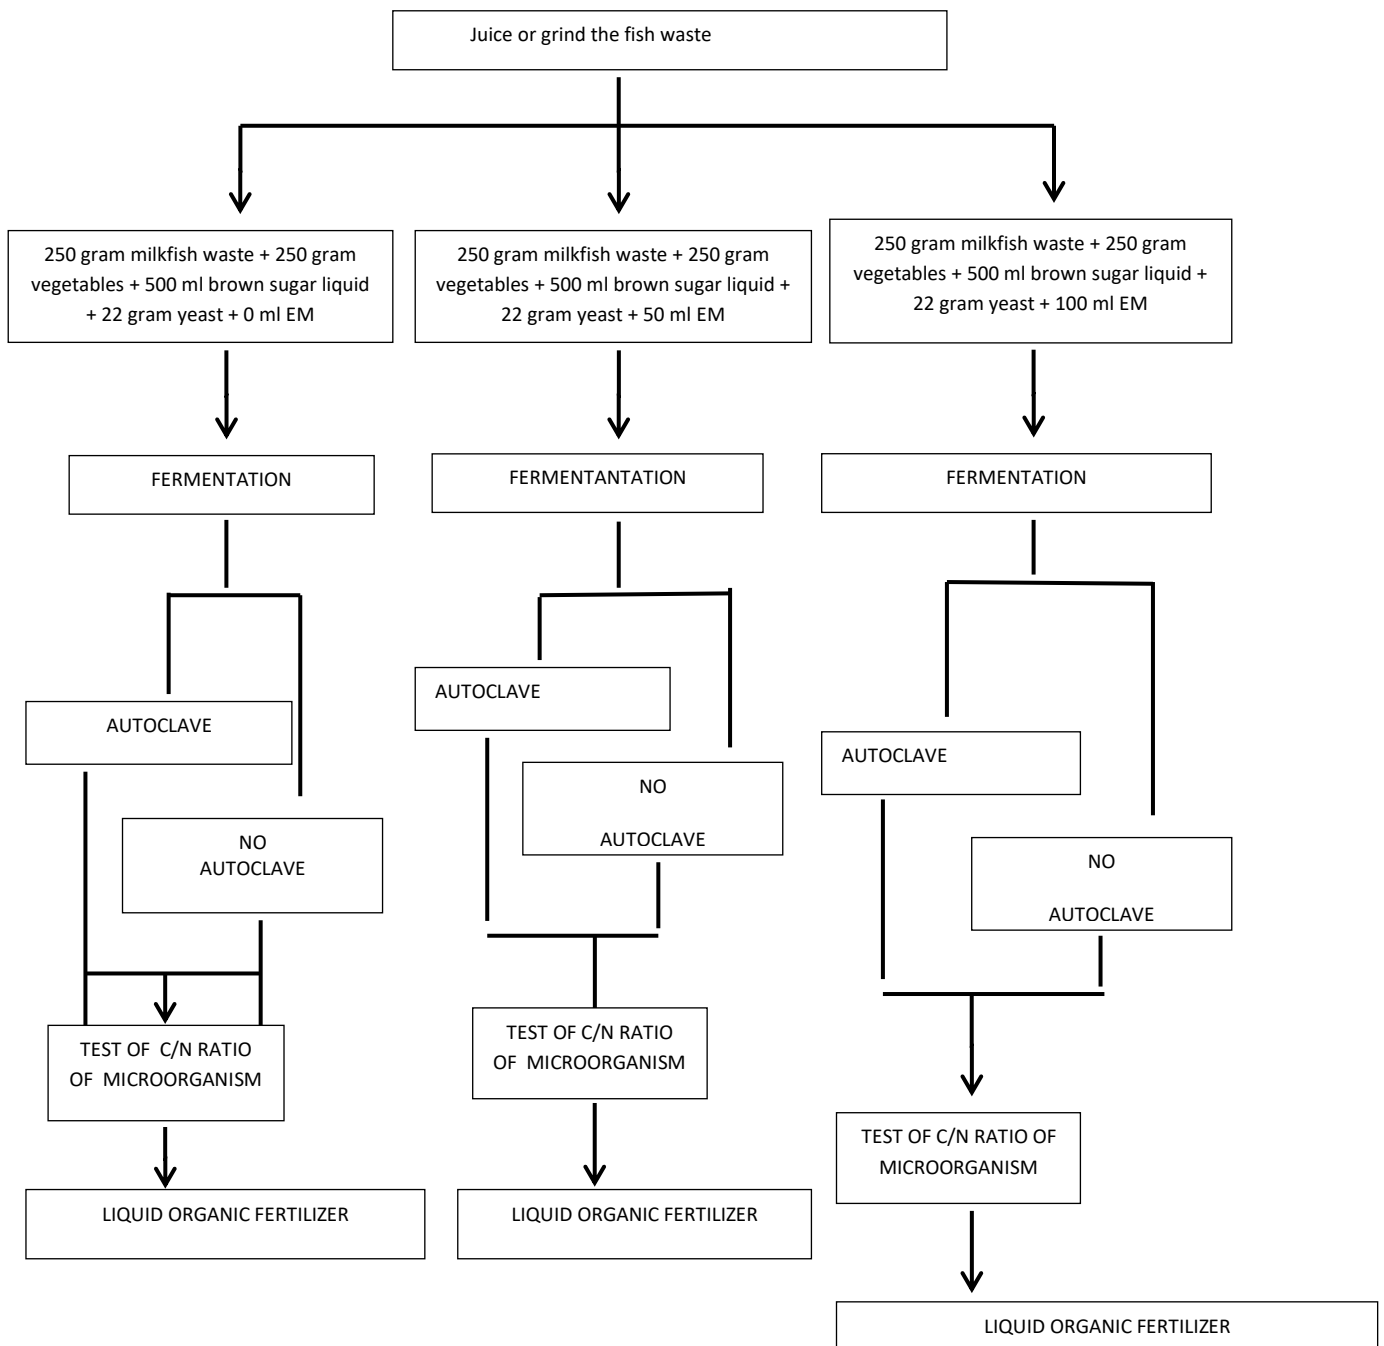 Juice or grind the fish waste
250 gram milkfish waste + 250 gram
vegetables + 500 ml brown sugar liquid
+ 22 gram yeast + 0 ml EM
250 gram milkfish waste + 250 gram
vegetables + 500 ml brown sugar liquid +
22 gram yeast + 50 ml EM
250 gram milkfish waste + 250 gram
vegetables + 500 ml brown sugar liquid +
22 gram yeast + 100 ml EM
FERMENTATION
FERMENTANTATION
FERMENTATION
AUTOCLAVE
AUTOCLAVE
AUTOCLAVE
NO
AUTOCLAVE
NO
AUTOCLAVE
NO
AUTOCLAVE
TEST OF  C/N RATIO
OF  MICROORGANISM
TEST OF C/N RATIO
OF  MICROORGANISM
TEST OF C/N RATIO OF
MICROORGANISM
LIQUID ORGANIC FERTILIZER
LIQUID ORGANIC FERTILIZER
LIQUID ORGANIC FERTILIZER